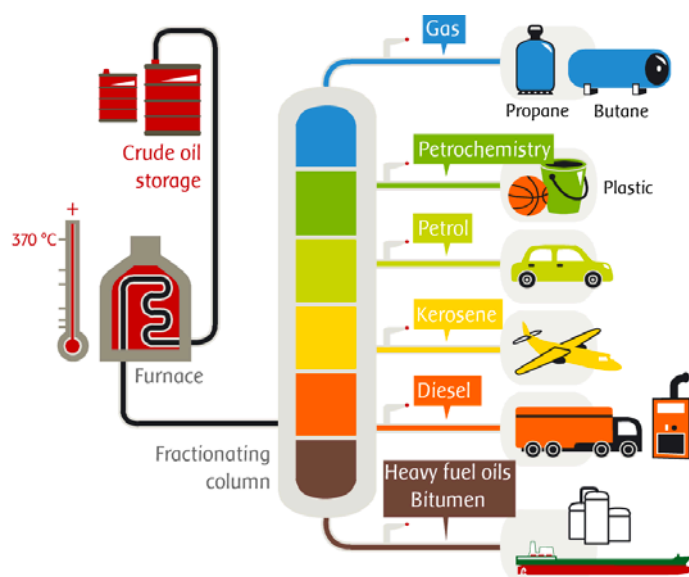 Gas
Propane
Butane
Crude oil
storage
Petrochemistry
Plastic
+
370 °C
Petrol
Furnace
Kerosene
Diesel
Fractionating
column
Heavy fuel oils
Bitumen